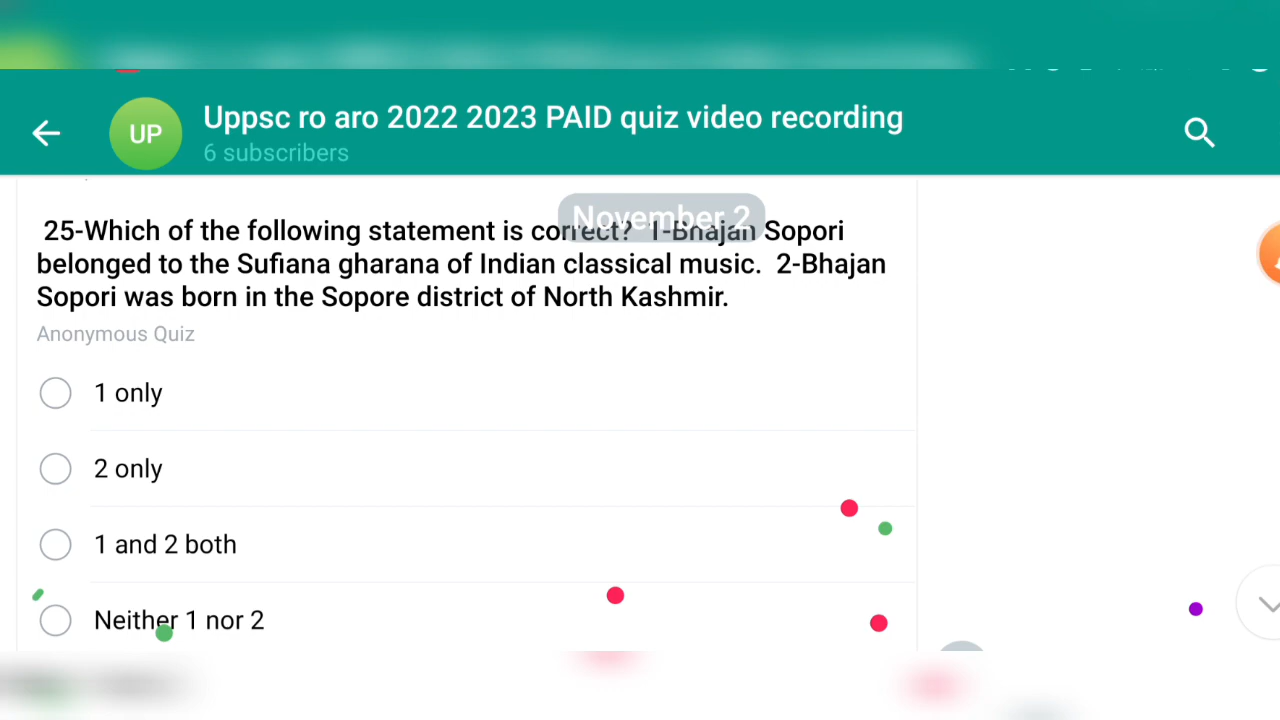 Uppsc ro aro 2022 2023 PAID quiz video recording
UP
6 subscribers
November 2
25-Which of the following statement is correct? 1-Bhajan Sopori
belonged to the Sufiana gharana of Indian classical music. 2-Bhajan
Sopori was born in the Sopore district of North Kashmir.
Anonymous Quiz
1 only
2 only
1 and 2 both
Neither 1 nor 2